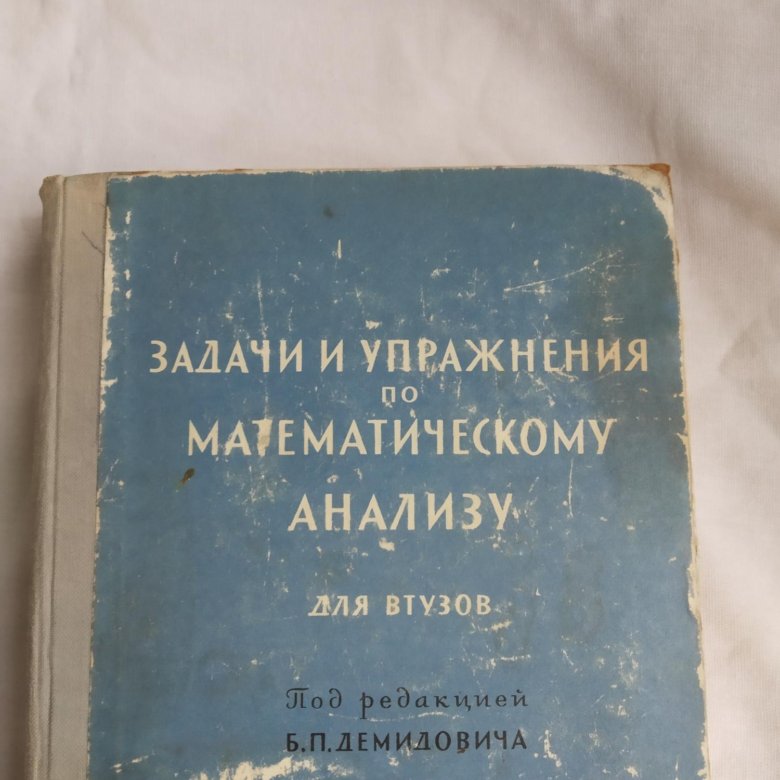 ЗАДАЧИ И УПРАЖНЕНИЯ
ПО
МАТЕМАТИЧЕСКОМУ
АНАЛИЗУ
ДЛЯ ВТУЗОВ
Под редакцией
Б.П.ДЕМИДОВИЧА